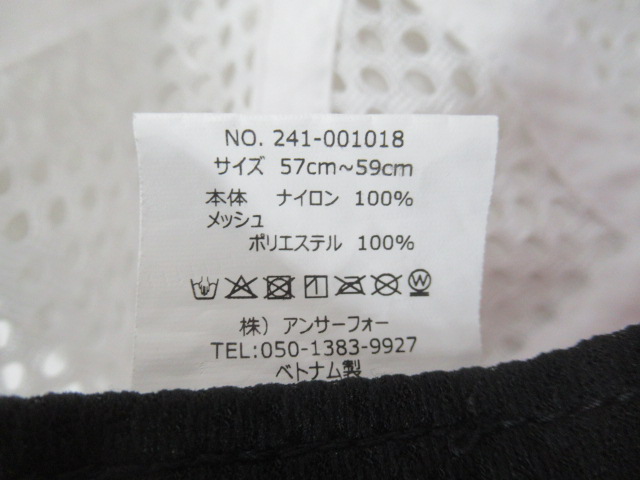 NO. 241-001018
サイズ 57cm~59cm
本体 ナイロン 100%
メッシュ
ポリエステル 100%
W
株) アンサーフォー
TEL:050-1383-9927
ベトナム製